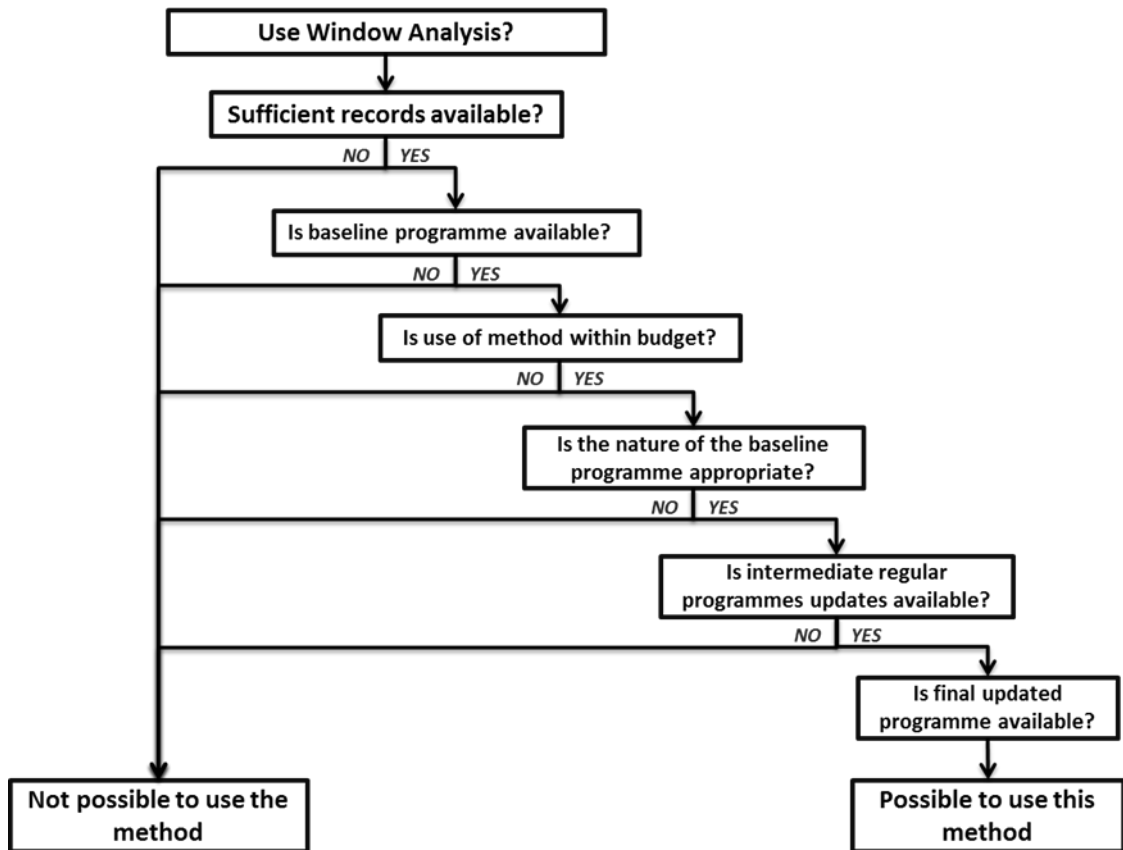 Use Window Analysis?
Sufficient records available?
NO YES
Is baseline programme available?
NO YES
Is use of method within budget?
NO YES
Is the nature of the baseline
programme appropriate?
NO YES
Is intermediate regular
programmes updates available?
NO YES
Is final updated
programme available?
Not possible to use the
method
Possible to use this
method